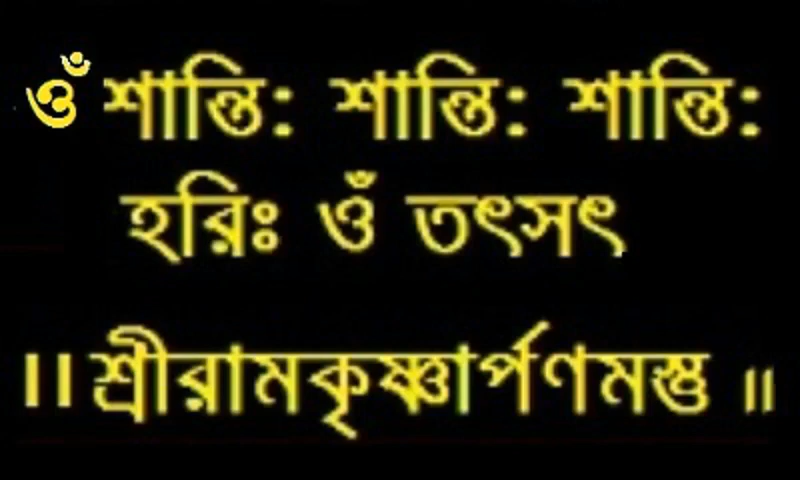 ওঁ শান্তি: শান্তি: শান্তি:
হরিঃ ওঁ তৎসৎ
।। শ্রীরামকৃষ্ণার্পণমস্তু ॥